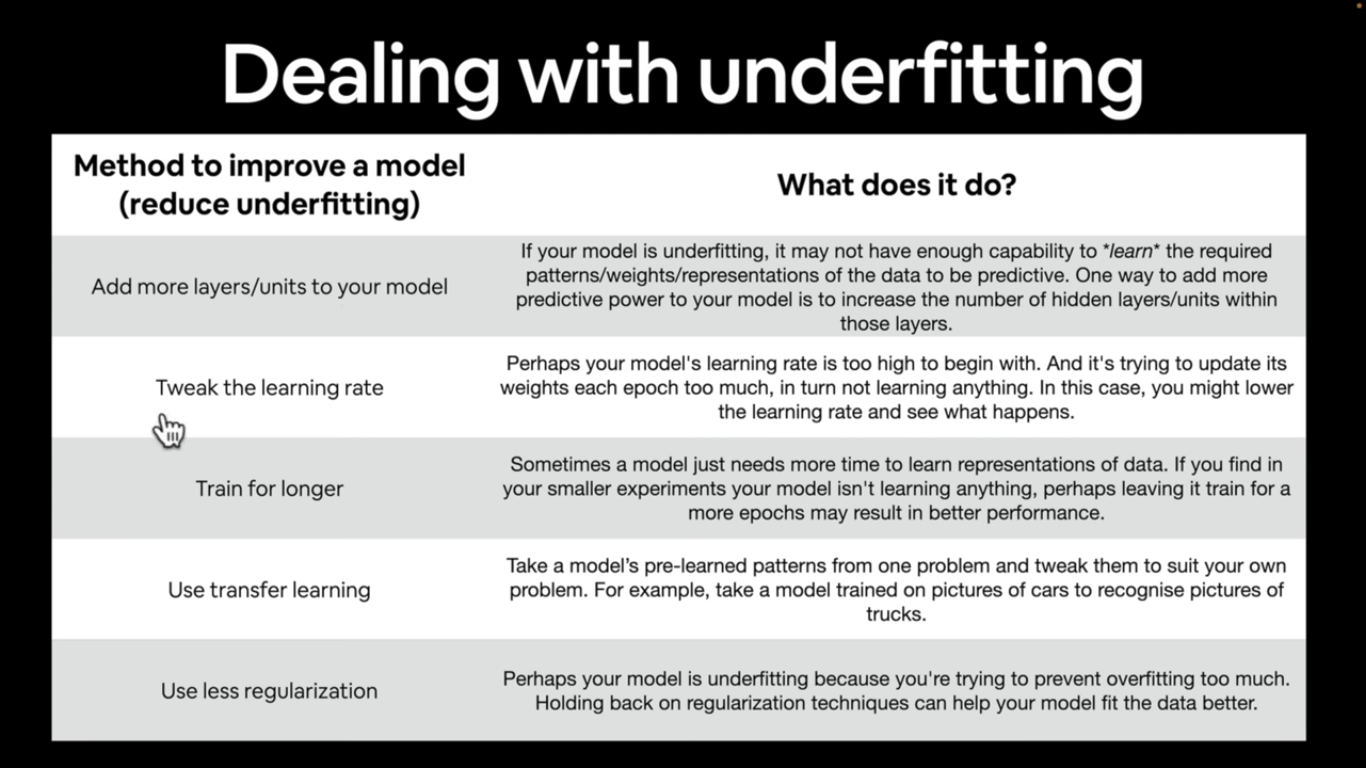 Dealing with underfitting
Method to improve a model
(reduce underfitting)
What does it do?
Add more layers/units to your model
If your model is underfitting, it may not have enough capability to *learn* the required
patterns/weights/representations of the data to be predictive. One way to add more
predictive power to your model is to increase the number of hidden layers/units within
those layers.
Tweak the learning rate
Perhaps your model's learning rate is too high to begin with. And it's trying to update its
weights each epoch too much, in turn not learning anything. In this case, you might lower
the learning rate and see what happens.
Train for longer
Sometimes a model just needs more time to learn representations of data. If you find in
your smaller experiments your model isn't learning anything, perhaps leaving it train for a
more epochs may result in better performance.
Use transfer learning
Take a model’s pre-learned patterns from one problem and tweak them to suit your own
problem. For example, take a model trained on pictures of cars to recognise pictures of
trucks.
Use less regularization
Perhaps your model is underfitting because you're trying to prevent overfitting too much.
Holding back on regularization techniques can help your model fit the data better.